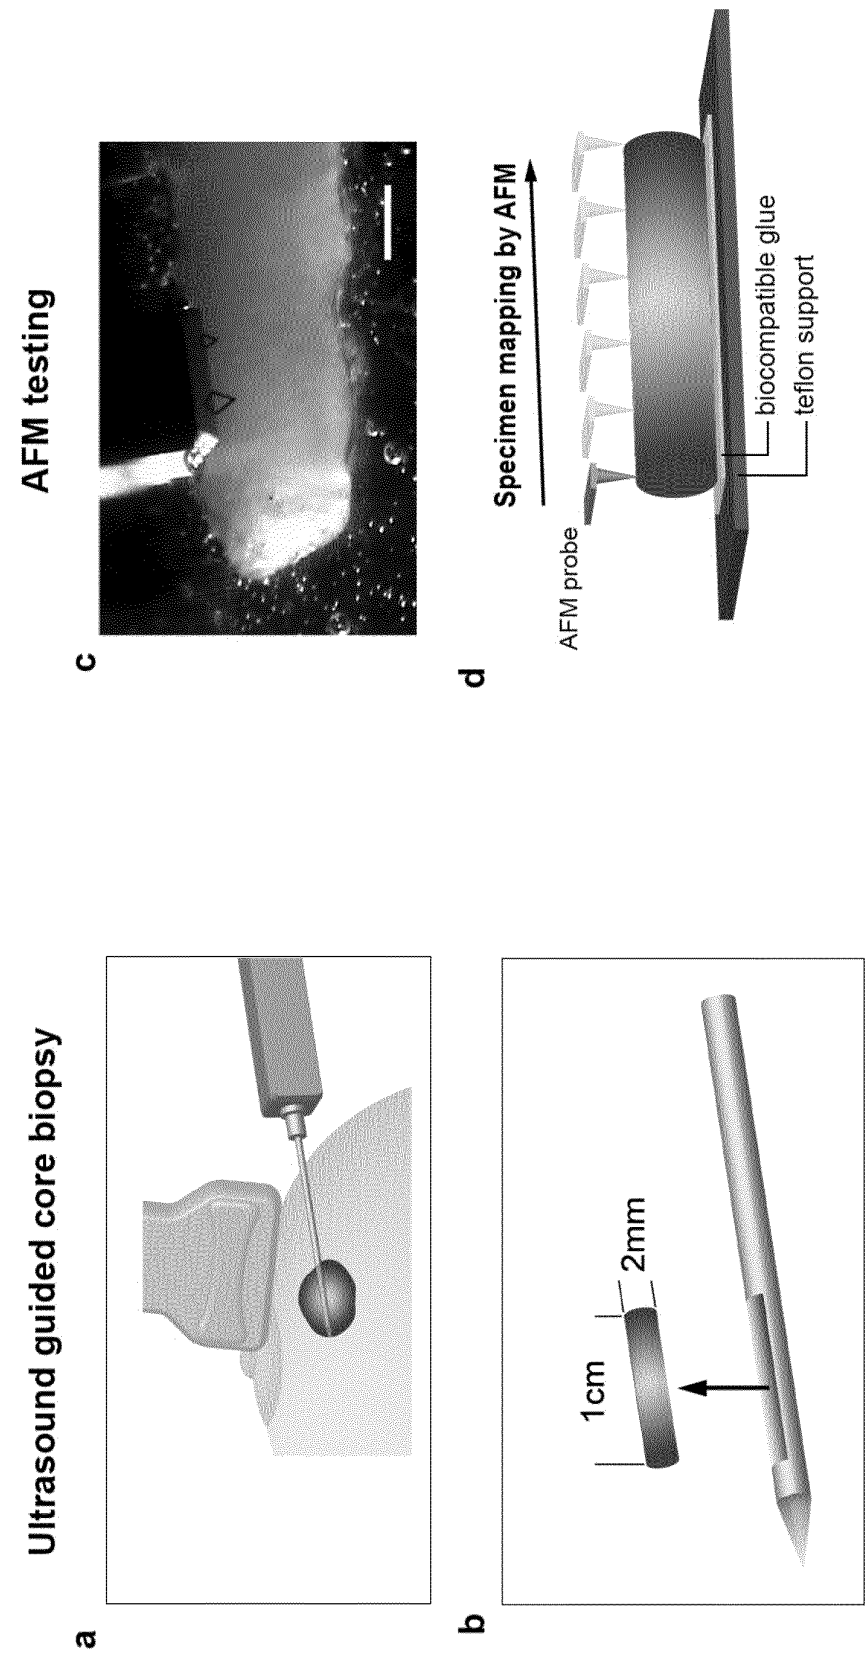 Ultrasound guided core biopsy
a
b
1cm
2mm
AFM testing
c
d
Specimen mapping by AFM
AFM probe
biocompatible glue
teflon support